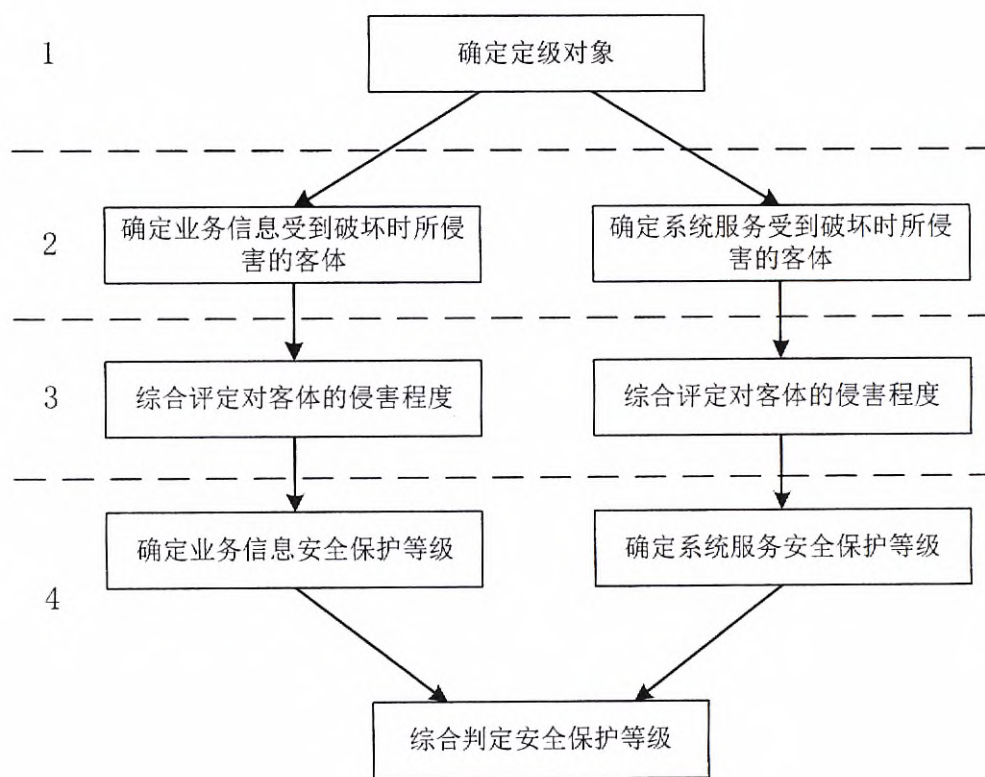 1
确定定级对象
2
确定业务信息受到破坏时所侵
害的客体
确定系统服务受到破坏时所侵
害的客体
3
综合评定对客体的侵害程度
综合评定对客体的侵害程度
4
确定业务信息安全保护等级
确定系统服务安全保护等级
综合判定安全保护等级